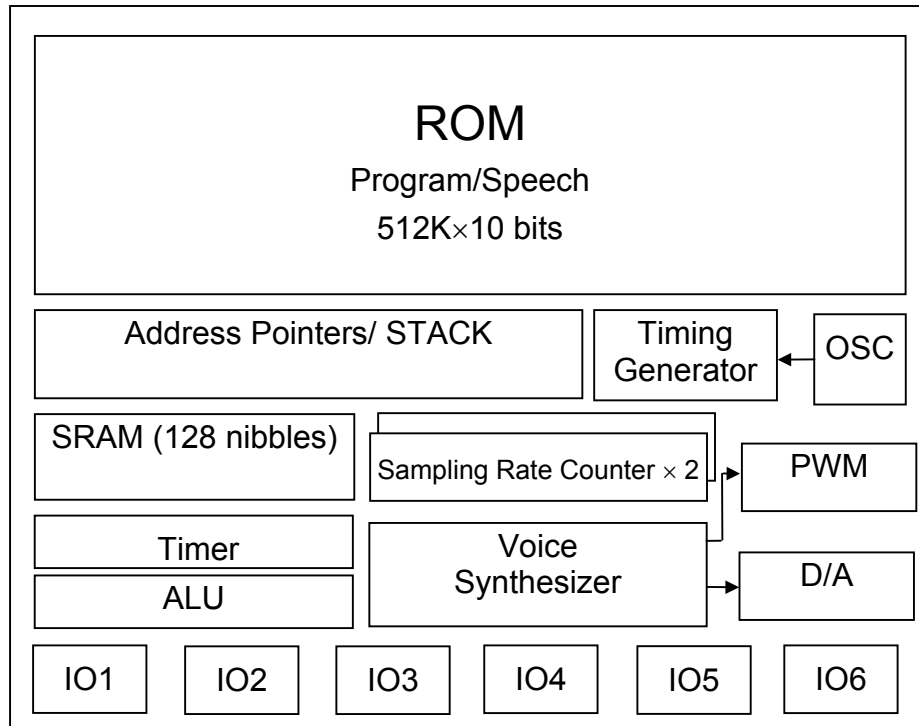 ROM
Program/Speech
512K×10 bits
Address Pointers/ STACK
Timing
Generator
OSC
SRAM (128 nibbles)
Sampling Rate Counter × 2
PWM
Timer
Voice
Synthesizer
D/A
ALU
IO1
IO2
IO3
IO4
IO5
IO6